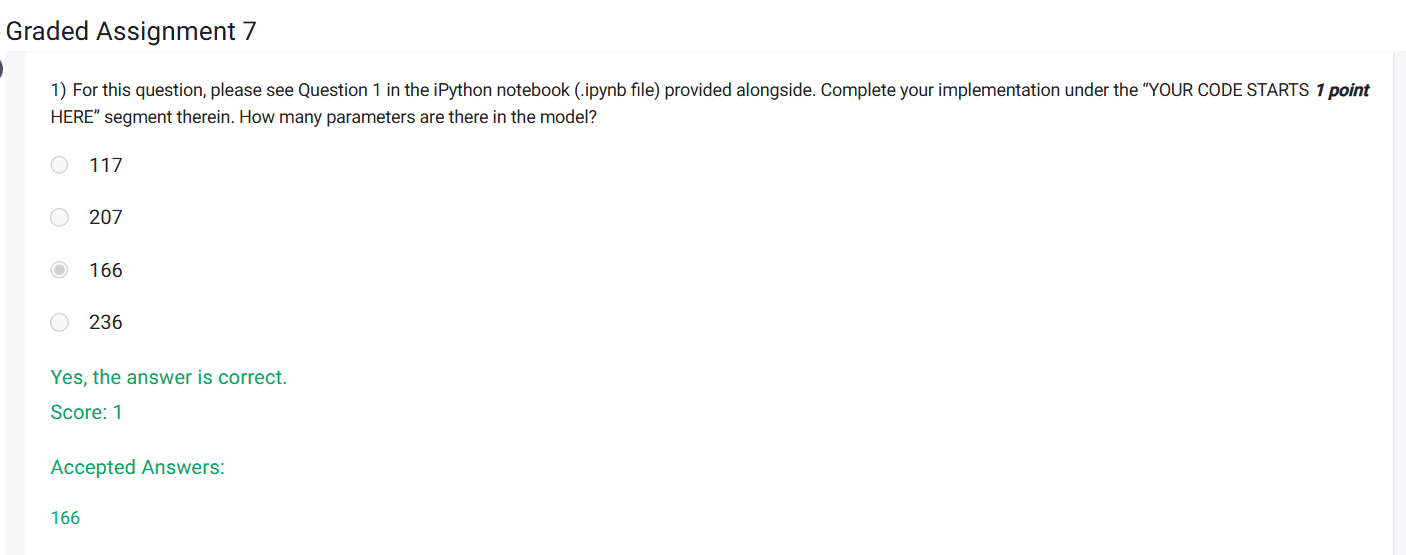 Graded Assignment 7
1) For this question, please see Question 1 in the iPython notebook (.ipynb file) provided alongside. Complete your implementation under the “YOUR CODE STARTS 1 point
HERE” segment therein. How many parameters are there in the model?
117
207
166
236
Yes, the answer is correct.
Score: 1
Accepted Answers:
166